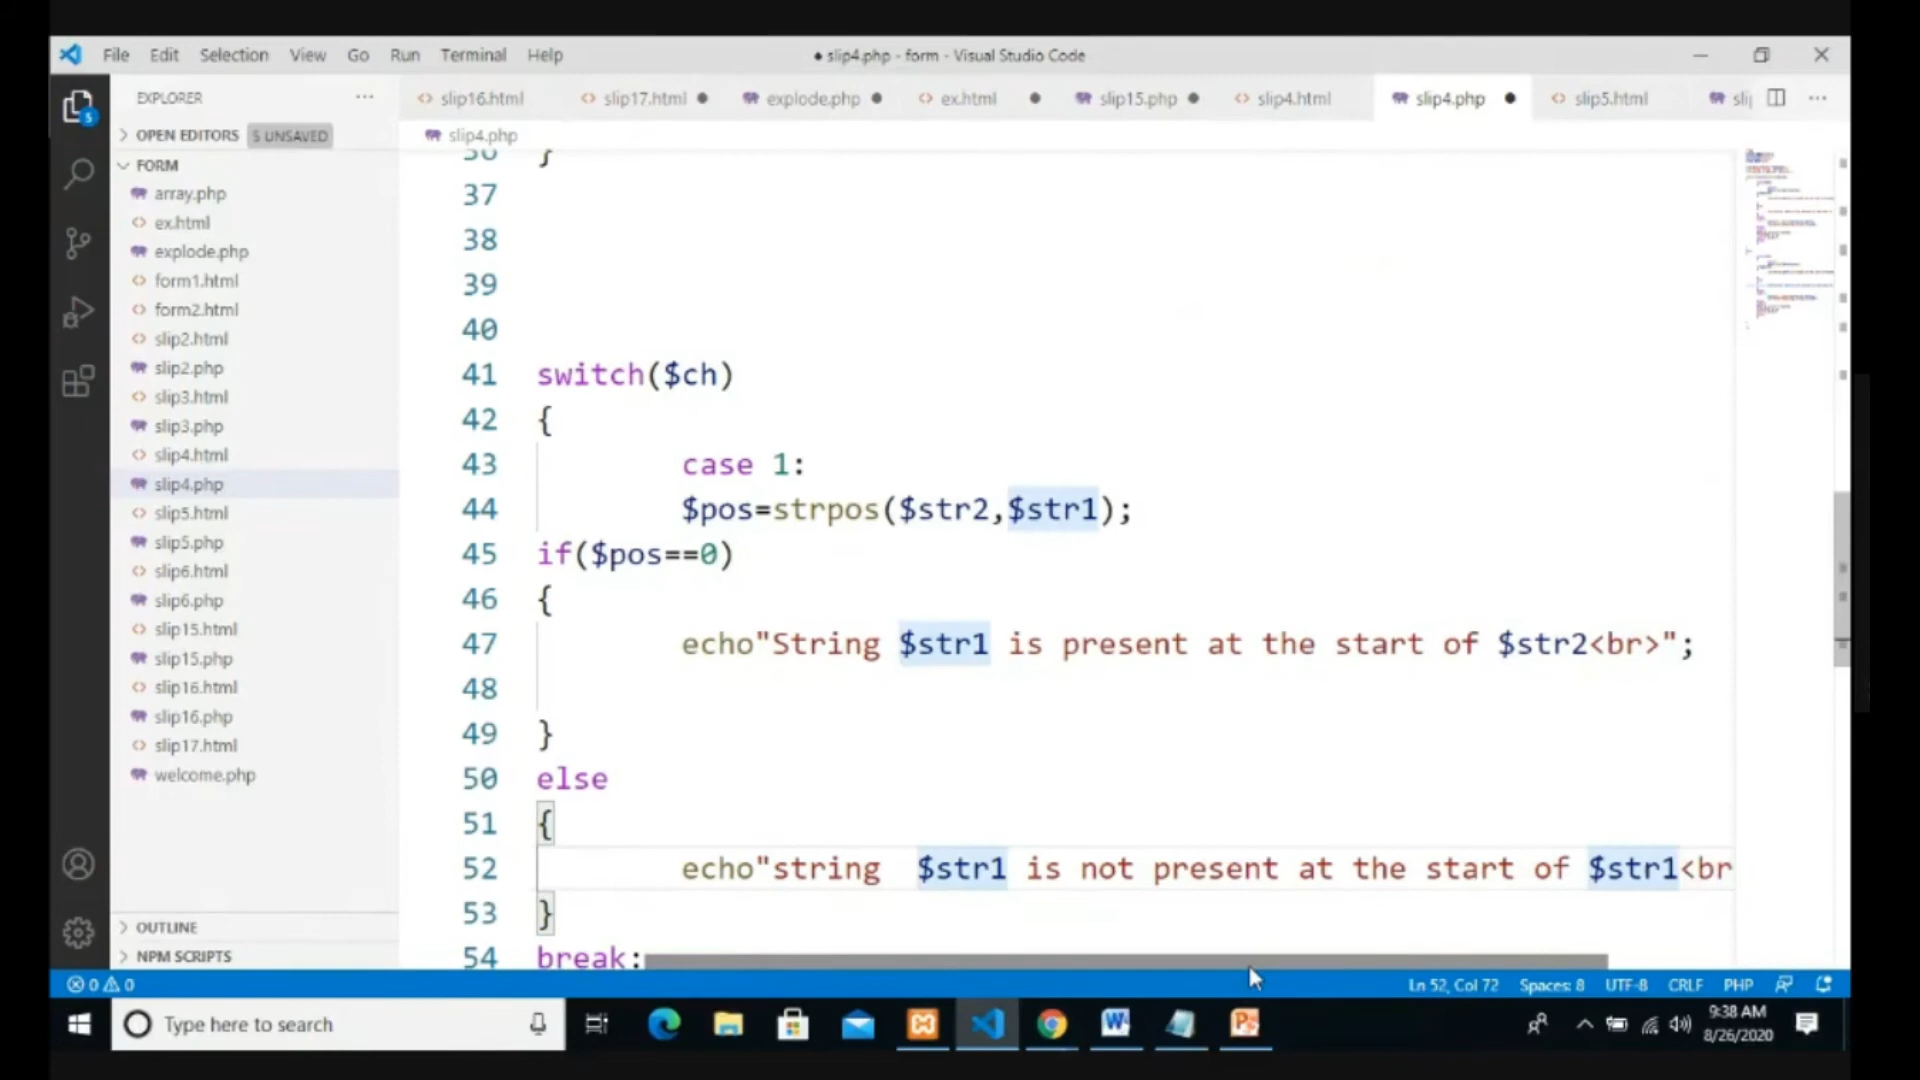 File Edit Selection View Go Run Terminal Help
● slip4.php - form - Visual Studio Code
EXPLORER
slip16.html slip17.html explode.php ex.html slip15.php slip4.html slip4.php slip5.html sli
OPEN EDITORS 5 UNSAVED
slip4.php
FORM
array.php
ex.html
explode.php
form1.html
form2.html
slip2.html
slip2.php
slip3.html
slip3.php
slip4.html
slip4.php
slip5.html
slip5.php
slip6.html
slip6.php
slip15.html
slip15.php
slip16.html
slip16.php
slip17.html
welcome.php
OUTLINE
NPM SCRIPTS
5
36 }
37
38
39
40
41 switch($ch)
42 {
43 case 1:
44 $pos=strpos($str2,$str1);
45 if($pos==0)
46 {
47 echo"String $str1 is present at the start of $str2<br>";
48
49 }
50 else
51 {
52 echo"string  $str1 is not present at the start of $str1<br
53 }
54 break;
0 0
Ln 52, Col 72 Spaces: 8 UTF-8 CRLF PHP
Type here to search
9:38 AM
8/26/2020